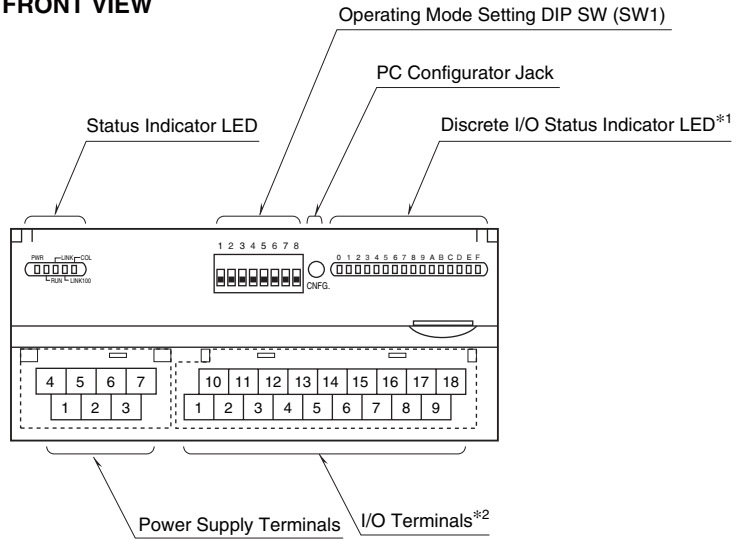 FRONT VIEW
Operating Mode Setting DIP SW (SW1)
PC Configurator Jack
Status Indicator LED
Discrete I/O Status Indicator LED*1
PWR LINK COL
RUN LINK100
1 2 3 4 5 6 7 8
CNFG.
0 1 2 3 4 5 6 7 8 9 A B C D E F
4 5 6 7
1 2 3
10 11 12 13 14 15 16 17 18
1 2 3 4 5 6 7 8 9
Power Supply Terminals
I/O Terminals*2